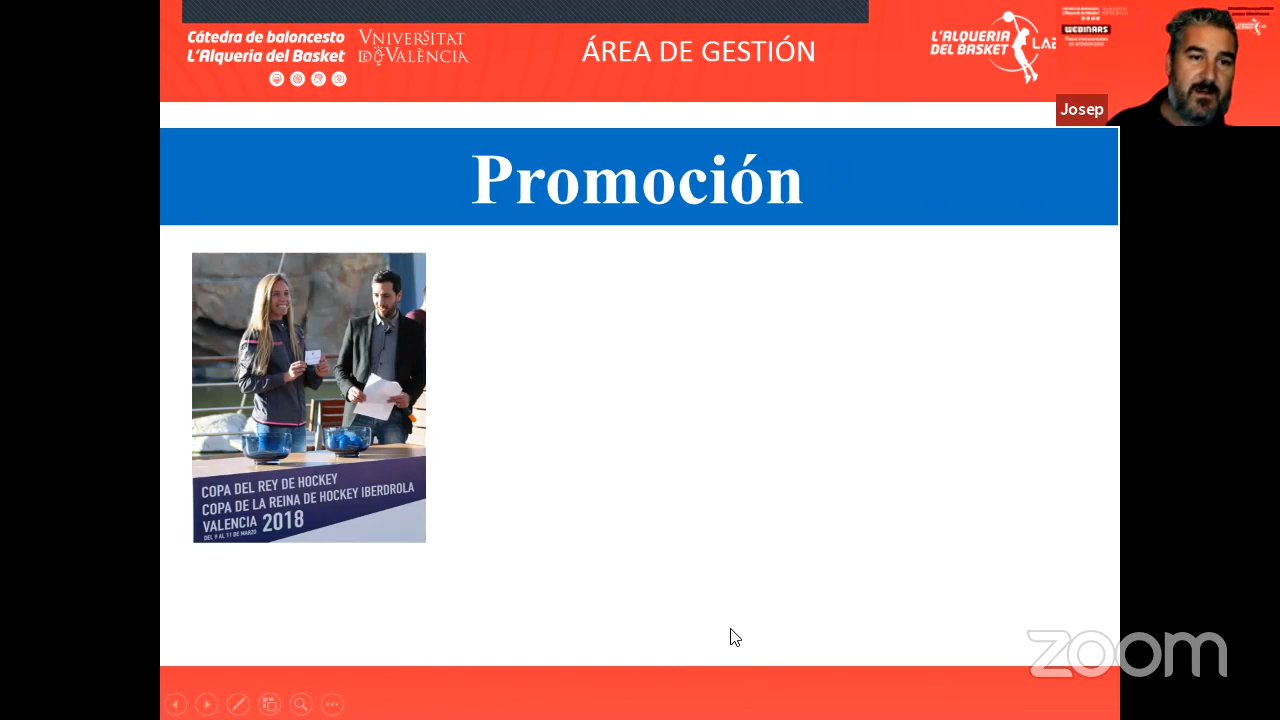 Cátedra de baloncesto
L'Alqueria del Basket
VNIVERSITAT
DE VALÈNCIA
ÁREA DE GESTIÓN
L'ALQUERIA
DEL BASKET
LAB
WEBINARS
Josep
Promoción
COPA DEL REY DE HOCKEY
COPA DE LA REINA DE HOCKEY IBERDROLA
VALENCIA 2018
DEL 9 AL 11 DE MARZO
zoom